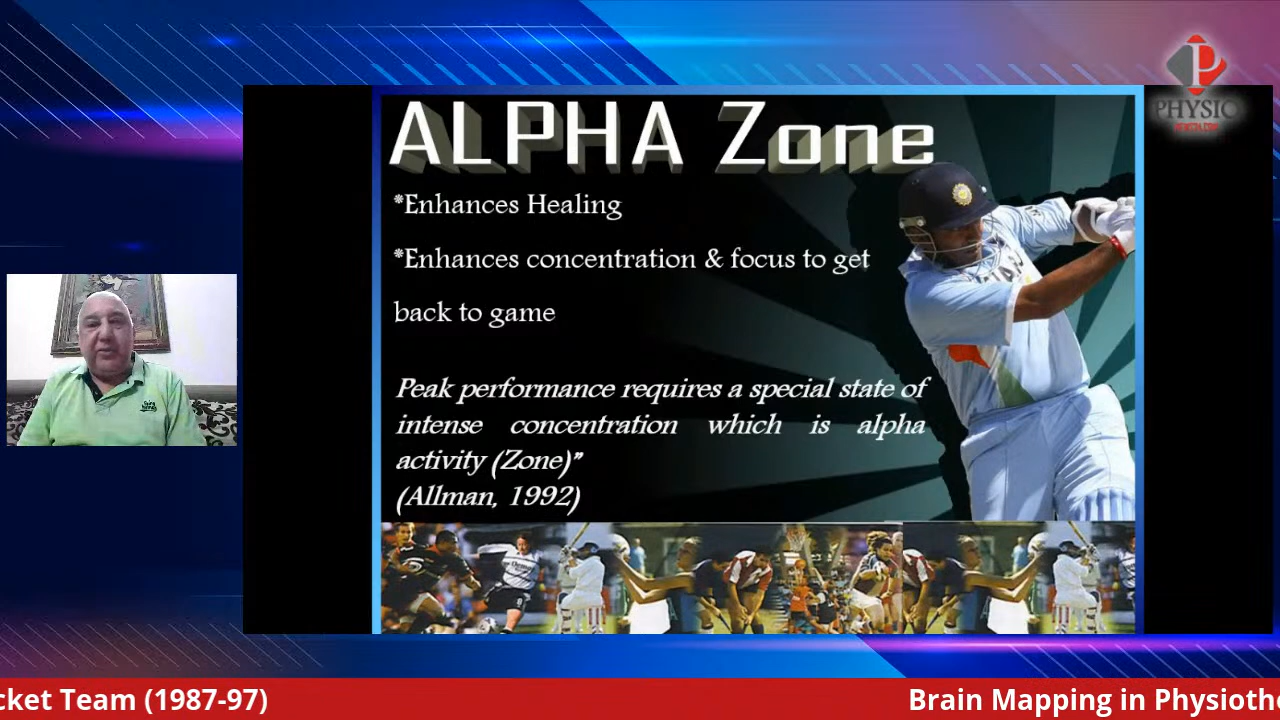 ALPHA Zone
*Enhances Healing
*Enhances concentration & focus to get
back to game
Peak performance requires a special state of
intense concentration which is alpha
activity (Zone)”
(Allman, 1992)
PHYSIO
cket Team (1987-97)
Brain Mapping in Physioth